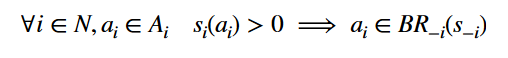 ∀i ∈ N, aᵢ ∈ Aᵢ sᵢ(aᵢ) > 0 ⟹ aᵢ ∈ BR₋ᵢ(s₋ᵢ)